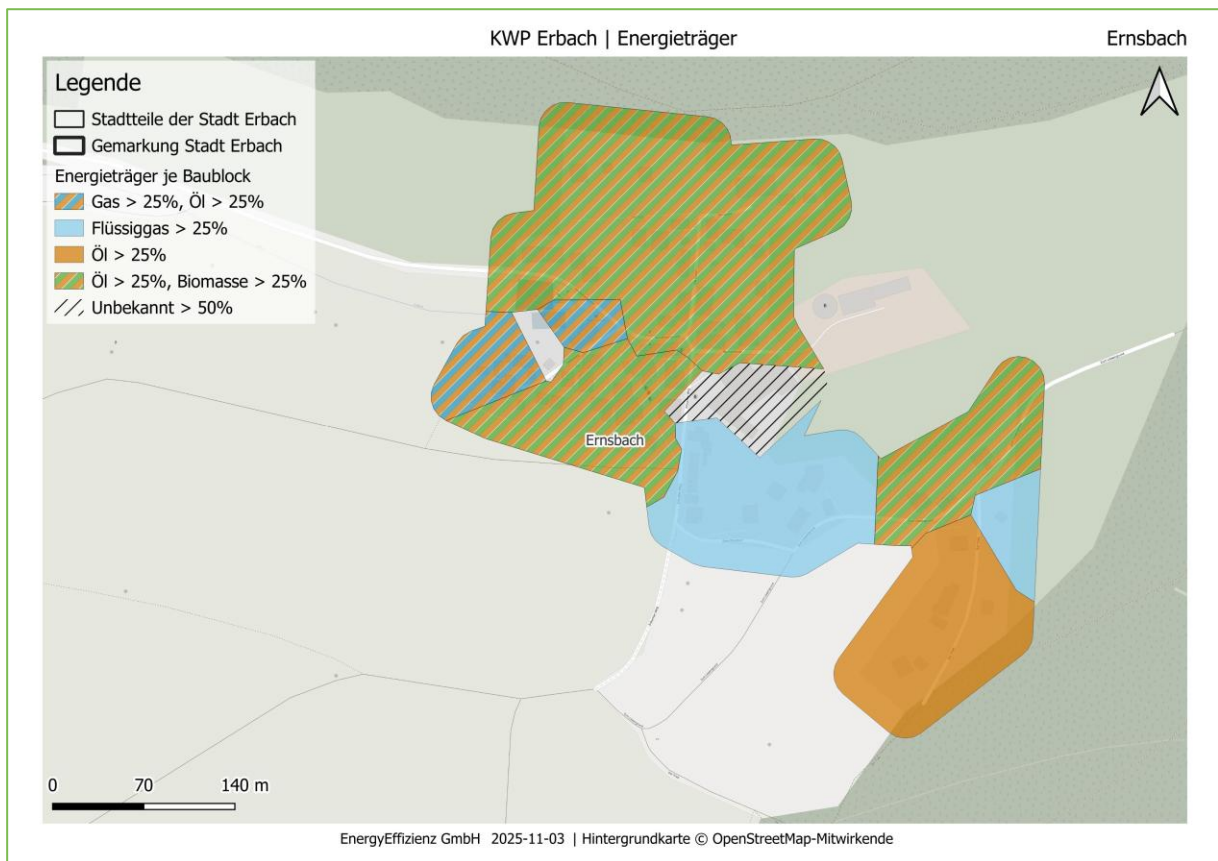 KWP Erbach | Energieträger
Ernsbach
Legende
Stadtteile der Stadt Erbach
Gemarkung Stadt Erbach
Energieträger je Baublock
Gas > 25%, Öl > 25%
Flüssiggas > 25%
Öl > 25%
Öl > 25%, Biomasse > 25%
Unbekannt > 50%
Ernsbach
0 70 140 m
EnergyEffizienz GmbH 2025-11-03 | Hintergrundkarte © OpenStreetMap-Mitwirkende